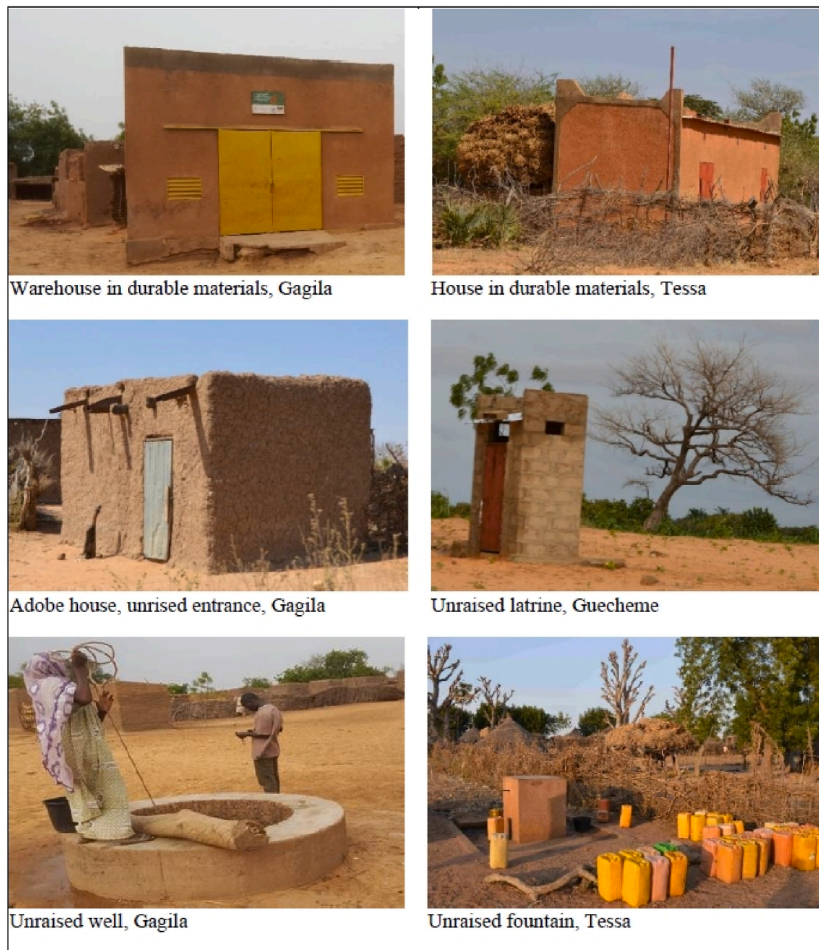 Warehouse in durable materials, Gagila
House in durable materials, Tessa
Adobe house, unrised entrance, Gagila
Unraised latrine, Guecheme
Unraised well, Gagila
Unraised fountain, Tessa